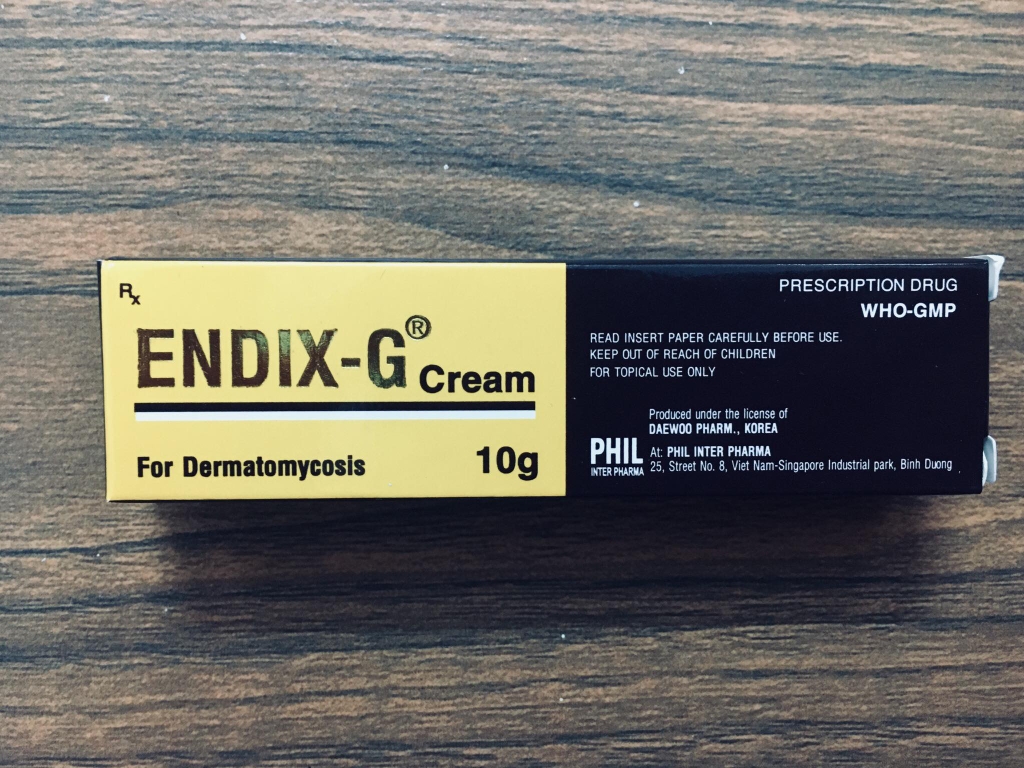 Rx
ENDIX-G® Cream
For Dermatomycosis 10g
PRESCRIPTION DRUG
WHO-GMP
READ INSERT PAPER CAREFULLY BEFORE USE.
KEEP OUT OF REACH OF CHILDREN
FOR TOPICAL USE ONLY
Produced under the license of
DAEWOO PHARM., KOREA
PHIL
INTER PHARMA
At: PHIL INTER PHARMA
25, Street No. 8, Viet Nam-Singapore Industrial park, Binh Duong